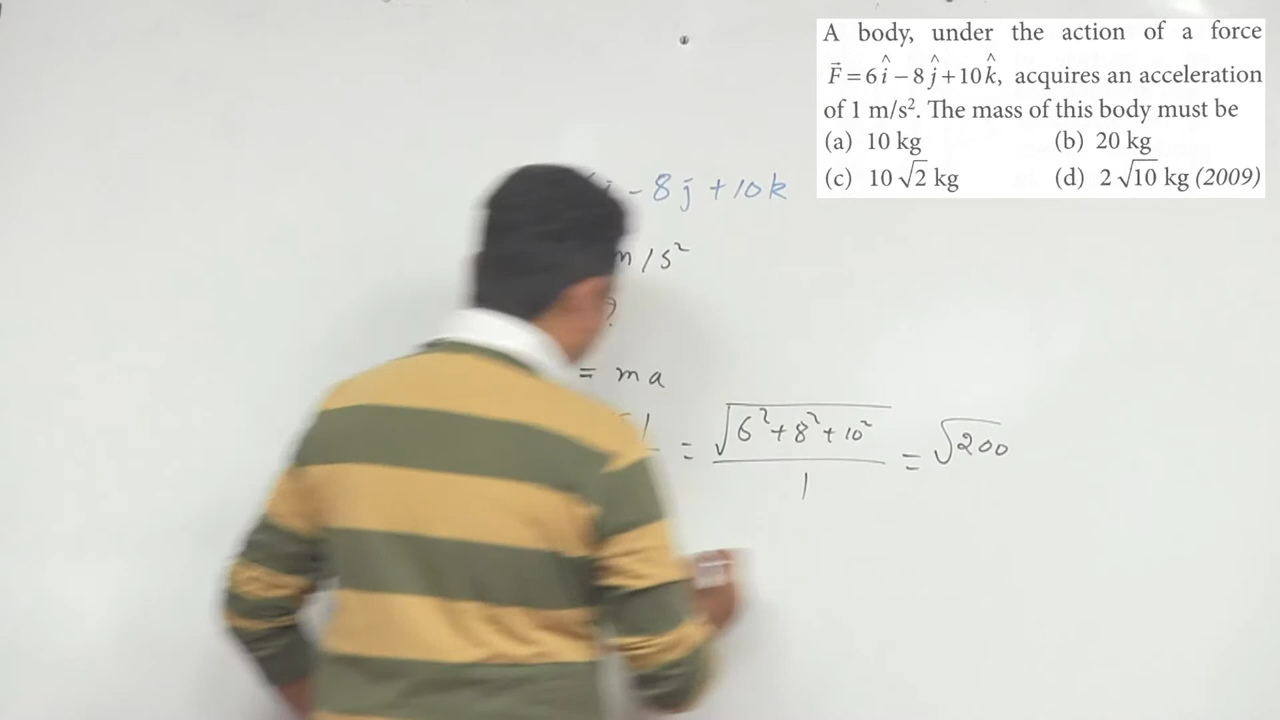 A body, under the action of a force
F⃗ = 6î − 8ĵ + 10k̂, acquires an acceleration
of 1 m/s². The mass of this body must be
(a) 10 kg (b) 20 kg
(c) 10 √2 kg (d) 2 √10 kg (2009)
- 8j + 10k
m/s²
?
= ma
= √(6² + 8² + 10²) / 1 = √200